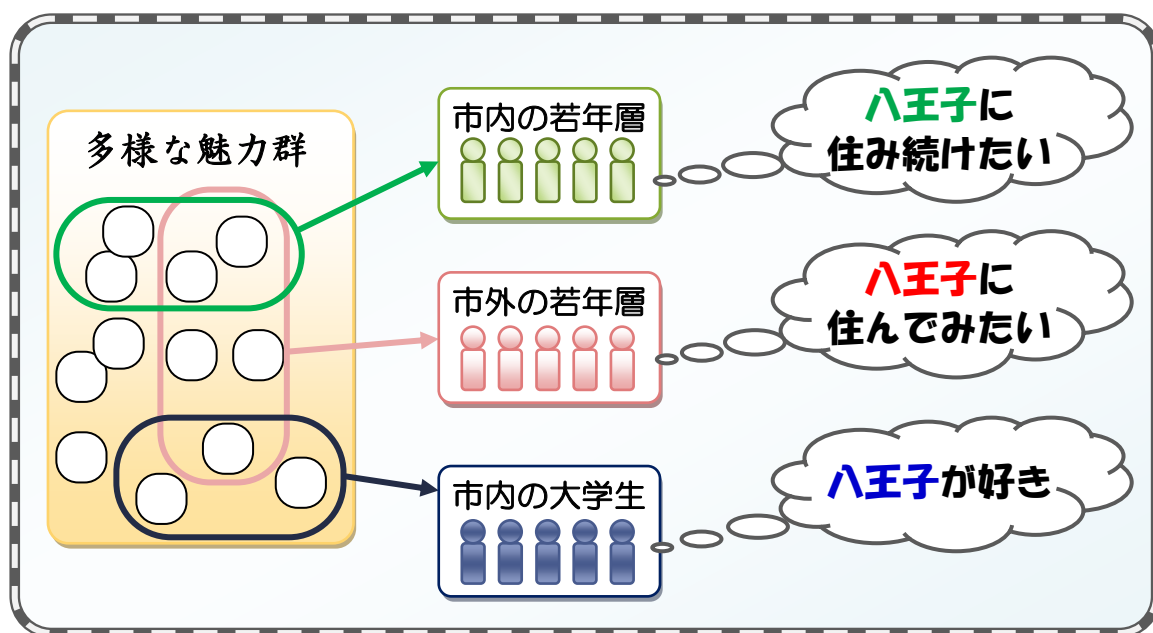 多様な魅力群
市内の若年層
八王子に
住み続けたい
市外の若年層
八王子に
住んでみたい
市内の大学生
八王子が好き